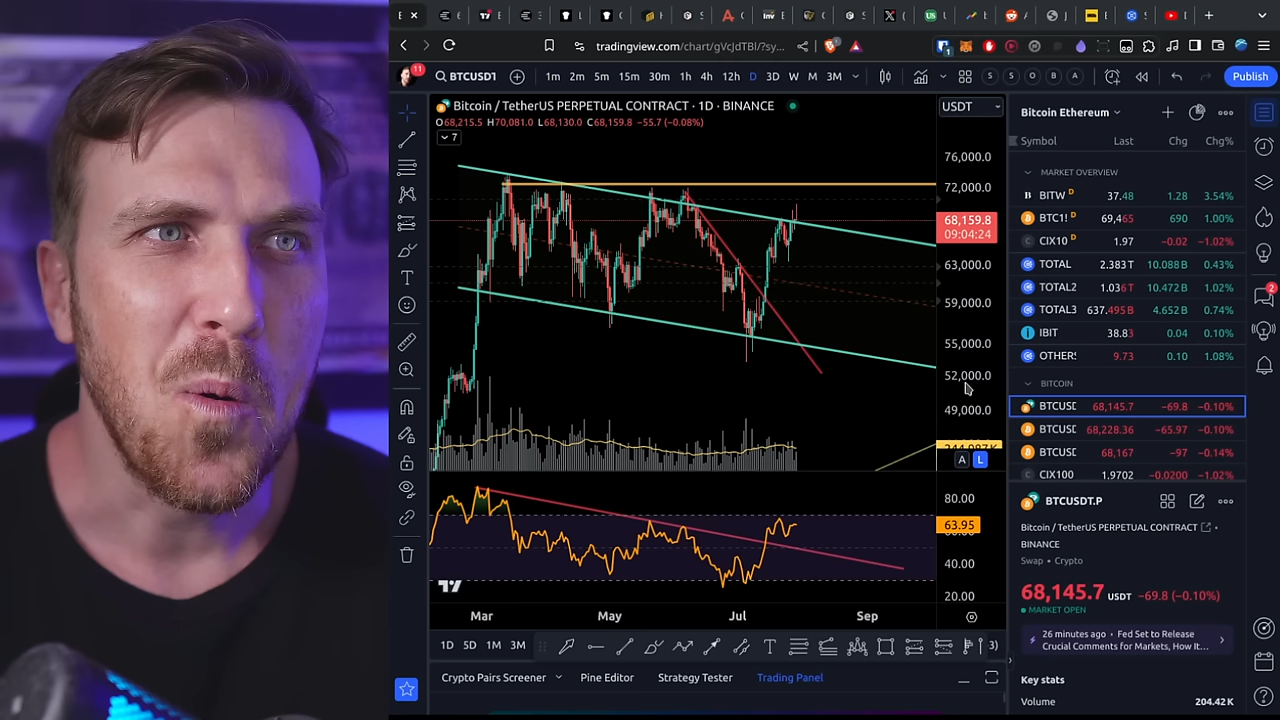 tradingview.com/chart/gVcJdTBI/?sy...
11
BTCUSD1
1m 2m 5m 15m 30m 1h 4h 12h D 3D W M 3M
S S O B A
Publish
Bitcoin / TetherUS PERPETUAL CONTRACT · 1D · BINANCE
O68,215.5 H70,081.0 L68,130.0 C68,159.8 −55.7 (−0.08%)
7
USDT
76,000.0
72,000.0
68,159.8
09:04:24
63,000.0
59,000.0
55,000.0
52,000.0
49,000.0
A L
80.00
63.95
40.00
20.00
Mar May Jul Sep
1D 5D 1M 3M
Crypto Pairs Screener Pine Editor Strategy Tester Trading Panel
Bitcoin Ethereum
Symbol Last Chg Chg%
MARKET OVERVIEW
BITW D 37.48 1.28 3.54%
BTC1! D 69,465 690 1.00%
CIX10 D 1.97 −0.02 −1.02%
TOTAL 2.383T 10.088B 0.43%
TOTAL2 1.036T 10.472B 1.02%
TOTAL3 637.495B 4.652B 0.74%
IBIT 38.83 0.04 0.10%
OTHERS 9.73 0.10 1.08%
BITCOIN
BTCUSD 68,145.7 −69.8 −0.10%
BTCUSD 68,228.36 −65.97 −0.10%
BTCUSD 68,167 −97 −0.14%
CIX100 1.9702 −0.0200 −1.02%
BTCUSDT.P
Bitcoin / TetherUS PERPETUAL CONTRACT •
BINANCE
Swap • Crypto
68,145.7 USDT −69.8 (−0.10%)
MARKET OPEN
26 minutes ago • Fed Set to Release
Crucial Comments for Markets, How It...
Key stats
Volume 204.42K